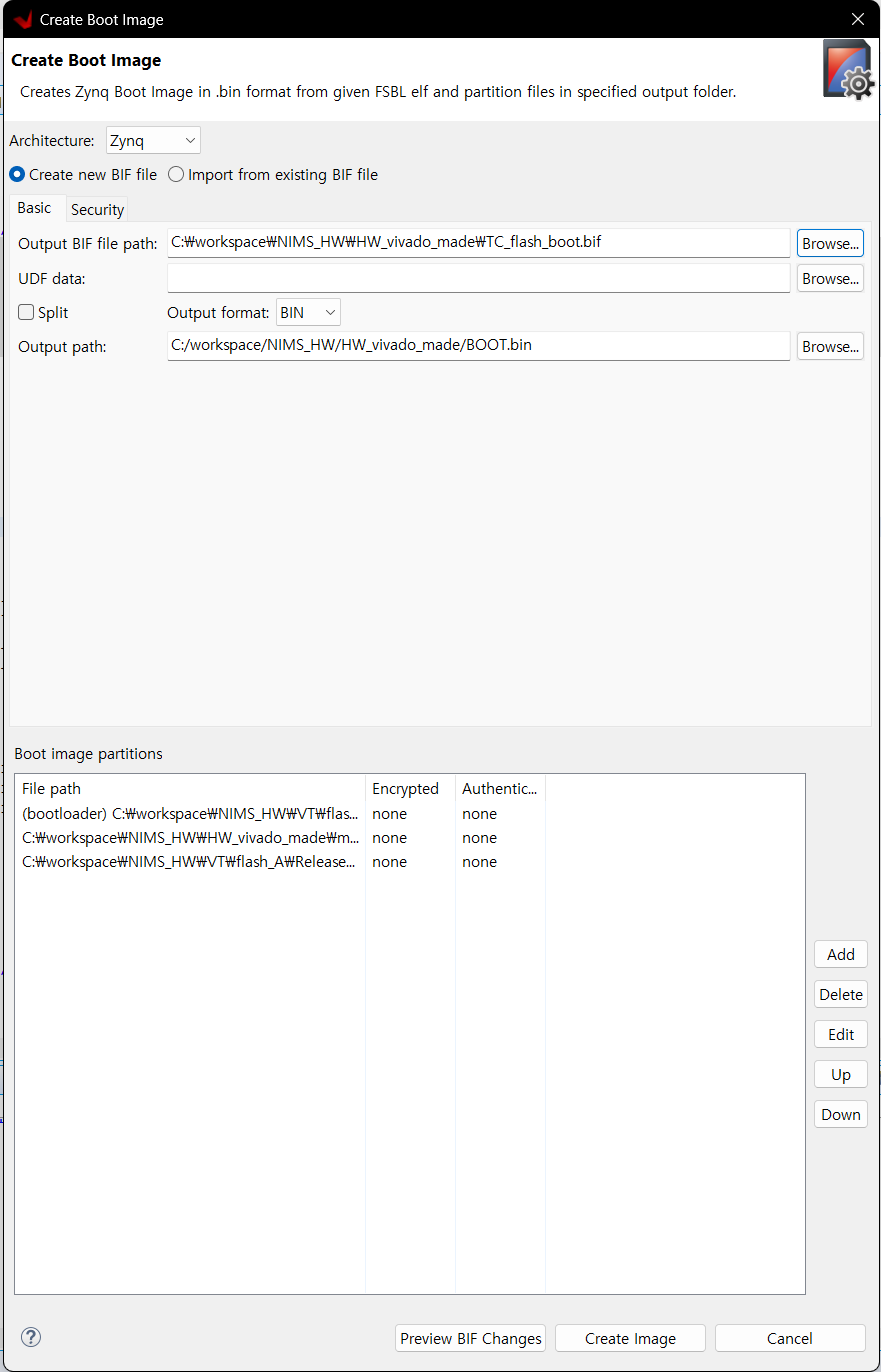 Create Boot Image
Create Boot Image
Creates Zynq Boot Image in .bin format from given FSBL elf and partition files in specified output folder.
Architecture: Zynq
Create new BIF file Import from existing BIF file
Basic Security
Output BIF file path: C:₩workspace₩NIMS_HW₩HW_vivado_made₩TC_flash_boot.bif Browse...
UDF data: Browse...
Split Output format: BIN
Output path: C:/workspace/NIMS_HW/HW_vivado_made/BOOT.bin Browse...
Boot image partitions
File path Encrypted Authentic...
(bootloader) C:₩workspace₩NIMS_HW₩VT₩flas... none none
C:₩workspace₩NIMS_HW₩HW_vivado_made₩m... none none
C:₩workspace₩NIMS_HW₩VT₩flash_A₩Release... none none
Add
Delete
Edit
Up
Down
? Preview BIF Changes Create Image Cancel